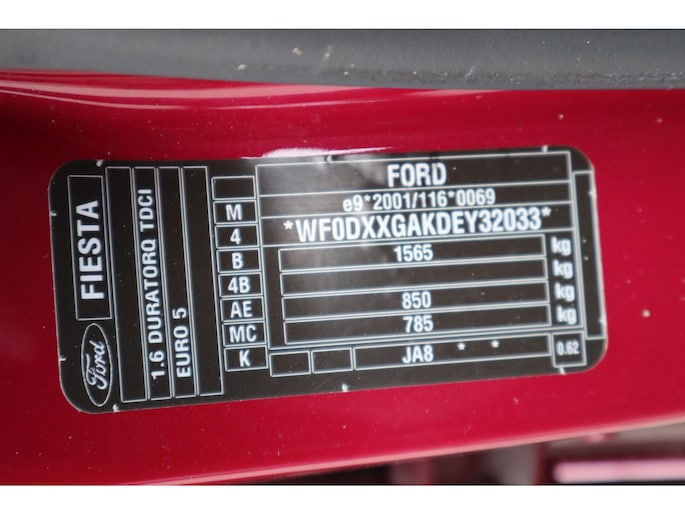 FORD
e9*2001/116*0069
*WF0DXXGAKDEY32033*
1565 kg
kg
850 kg
785 kg
JA8 * * 0.62
M
4
B
4B
AE
MC
K
FIESTA
1.6 DURATORQ TDCI
EURO 5
Ford